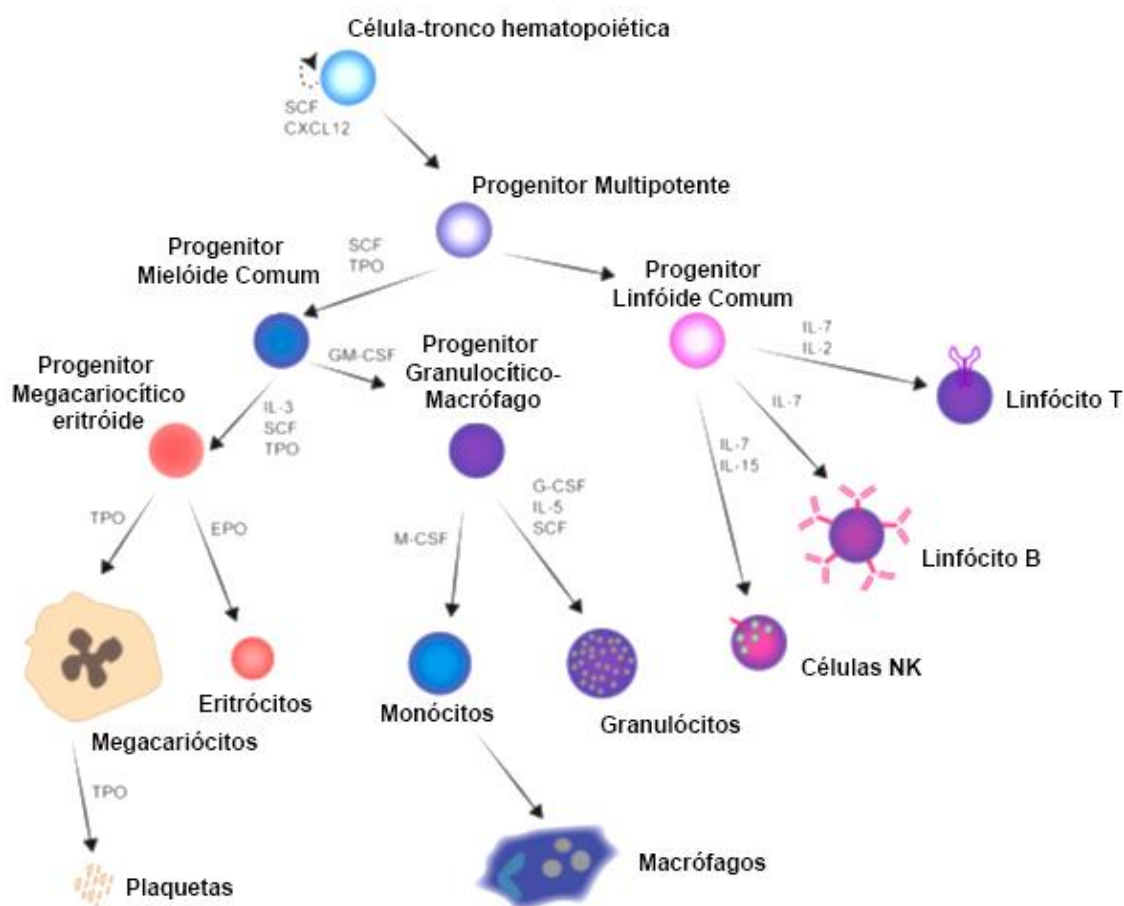 Célula-tronco hematopoiética
SCF
CXCL12
Progenitor Multipotente
SCF
TPO
Progenitor
Mielóide Comum
Progenitor
Linfóide Comum
GM-CSF
Progenitor
Granulocítico-
Macrófago
Progenitor
Megacariocítico
eritróide
IL-3
SCF
TPO
IL-7
IL-2
Linfócito T
IL-7
IL-7
IL-15
Linfócito B
Células NK
TPO
EPO
M-CSF
G-CSF
IL-5
SCF
Eritrócitos
Monócitos
Granulócitos
Megacariócitos
TPO
Plaquetas
Macrófagos